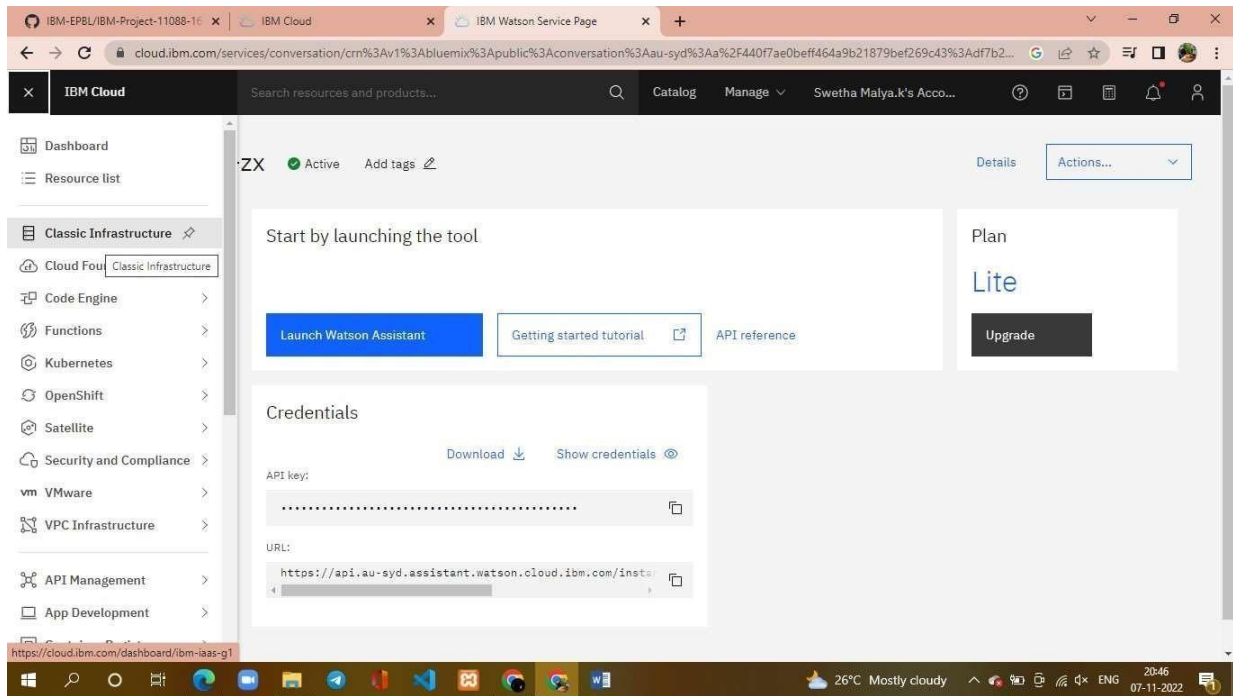 IBM-EPBL/IBM-Project-11088-16
IBM Cloud
IBM Watson Service Page
cloud.ibm.com/services/conversation/crn%3Av1%3Abluemix%3Apublic%3Aconversation%3Aau-syd%3Aa%2F440f7ae0beff464a9b21879bef269c43%3Adf7b2...
IBM Cloud
Search resources and products...
Catalog
Manage
Swetha Malya.k's Acco...
Dashboard
Resource list
Classic Infrastructure
Cloud Fou
Classic Infrastructure
Code Engine
Functions
Kubernetes
OpenShift
Satellite
Security and Compliance
vm VMware
VPC Infrastructure
API Management
App Development
https://cloud.ibm.com/dashboard/ibm-iaas-g1
zx
Active
Add tags
Details
Actions...
Start by launching the tool
Launch Watson Assistant
Getting started tutorial
API reference
Plan
Lite
Upgrade
Credentials
Download
Show credentials
API key:
............................................
URL:
https://api.au-syd.assistant.watson.cloud.ibm.com/insta
26°C Mostly cloudy
ENG
20:46
07-11-2022